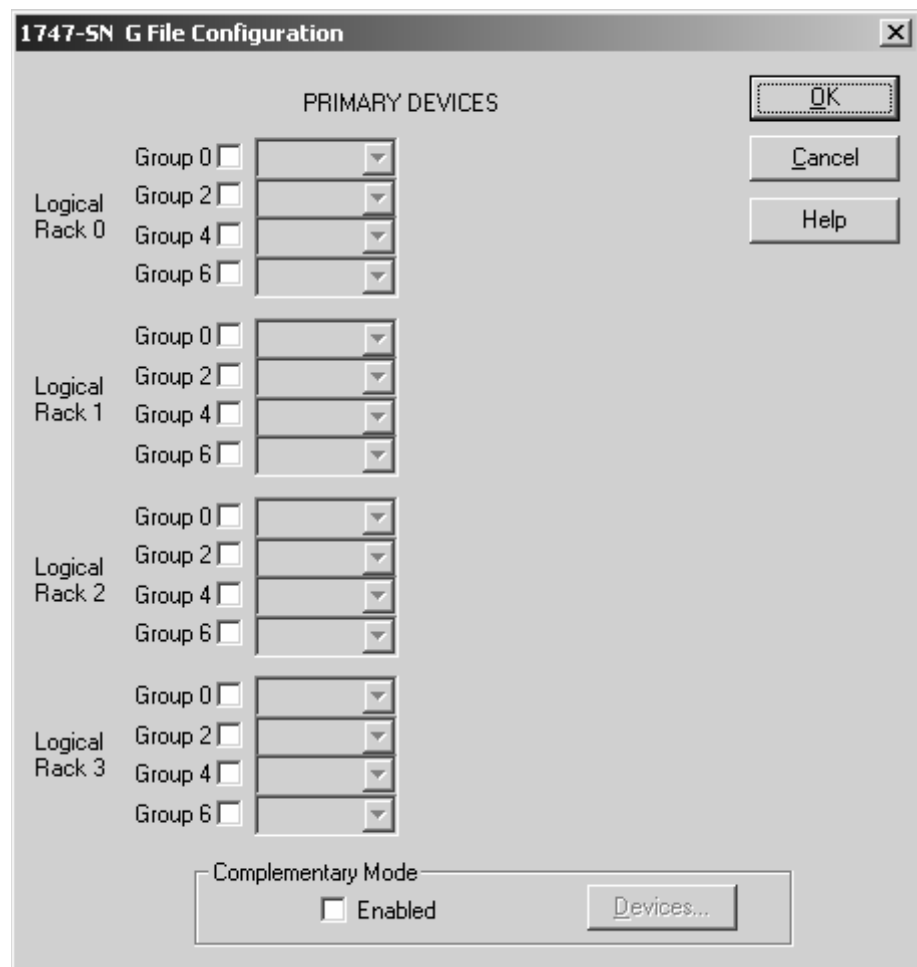 1747-SN G File Configuration
PRIMARY DEVICES
OK
Cancel
Help
Logical
Rack 0
Group 0
Group 2
Group 4
Group 6
Logical
Rack 1
Group 0
Group 2
Group 4
Group 6
Logical
Rack 2
Group 0
Group 2
Group 4
Group 6
Logical
Rack 3
Group 0
Group 2
Group 4
Group 6
Complementary Mode
Enabled
Devices...